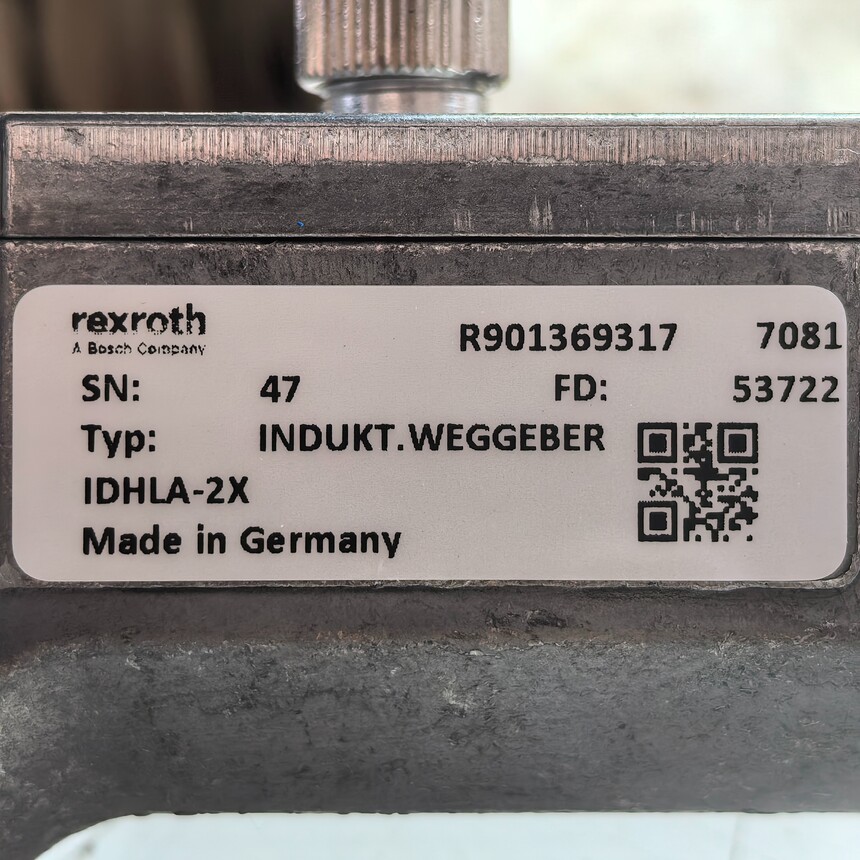 rexroth
A Bosch Company
R901369317 7081
SN: 47 FD: 53722
Typ: INDUKT.WEGGEBER
IDHLA-2X
Made in Germany